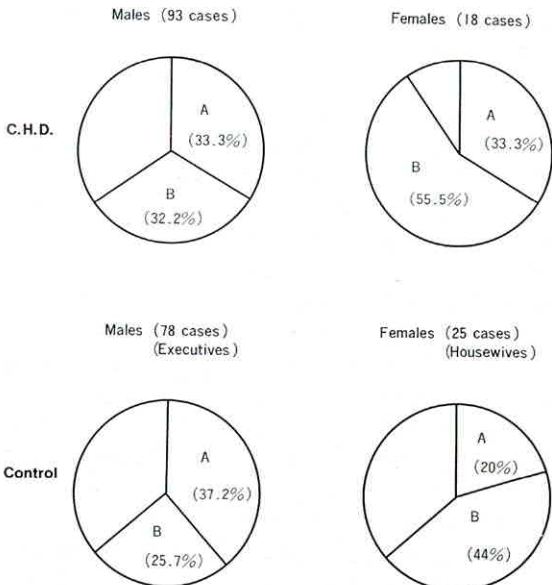 Males (93 cases)
Females (18 cases)
C.H.D.
A
(33.3%)
B
(32.2%)
A
(33.3%)
B
(55.5%)
Males (78 cases)
(Executives)
Females (25 cases)
(Housewives)
Control
A
(37.2%)
B
(25.7%)
A
(20%)
B
(44%)